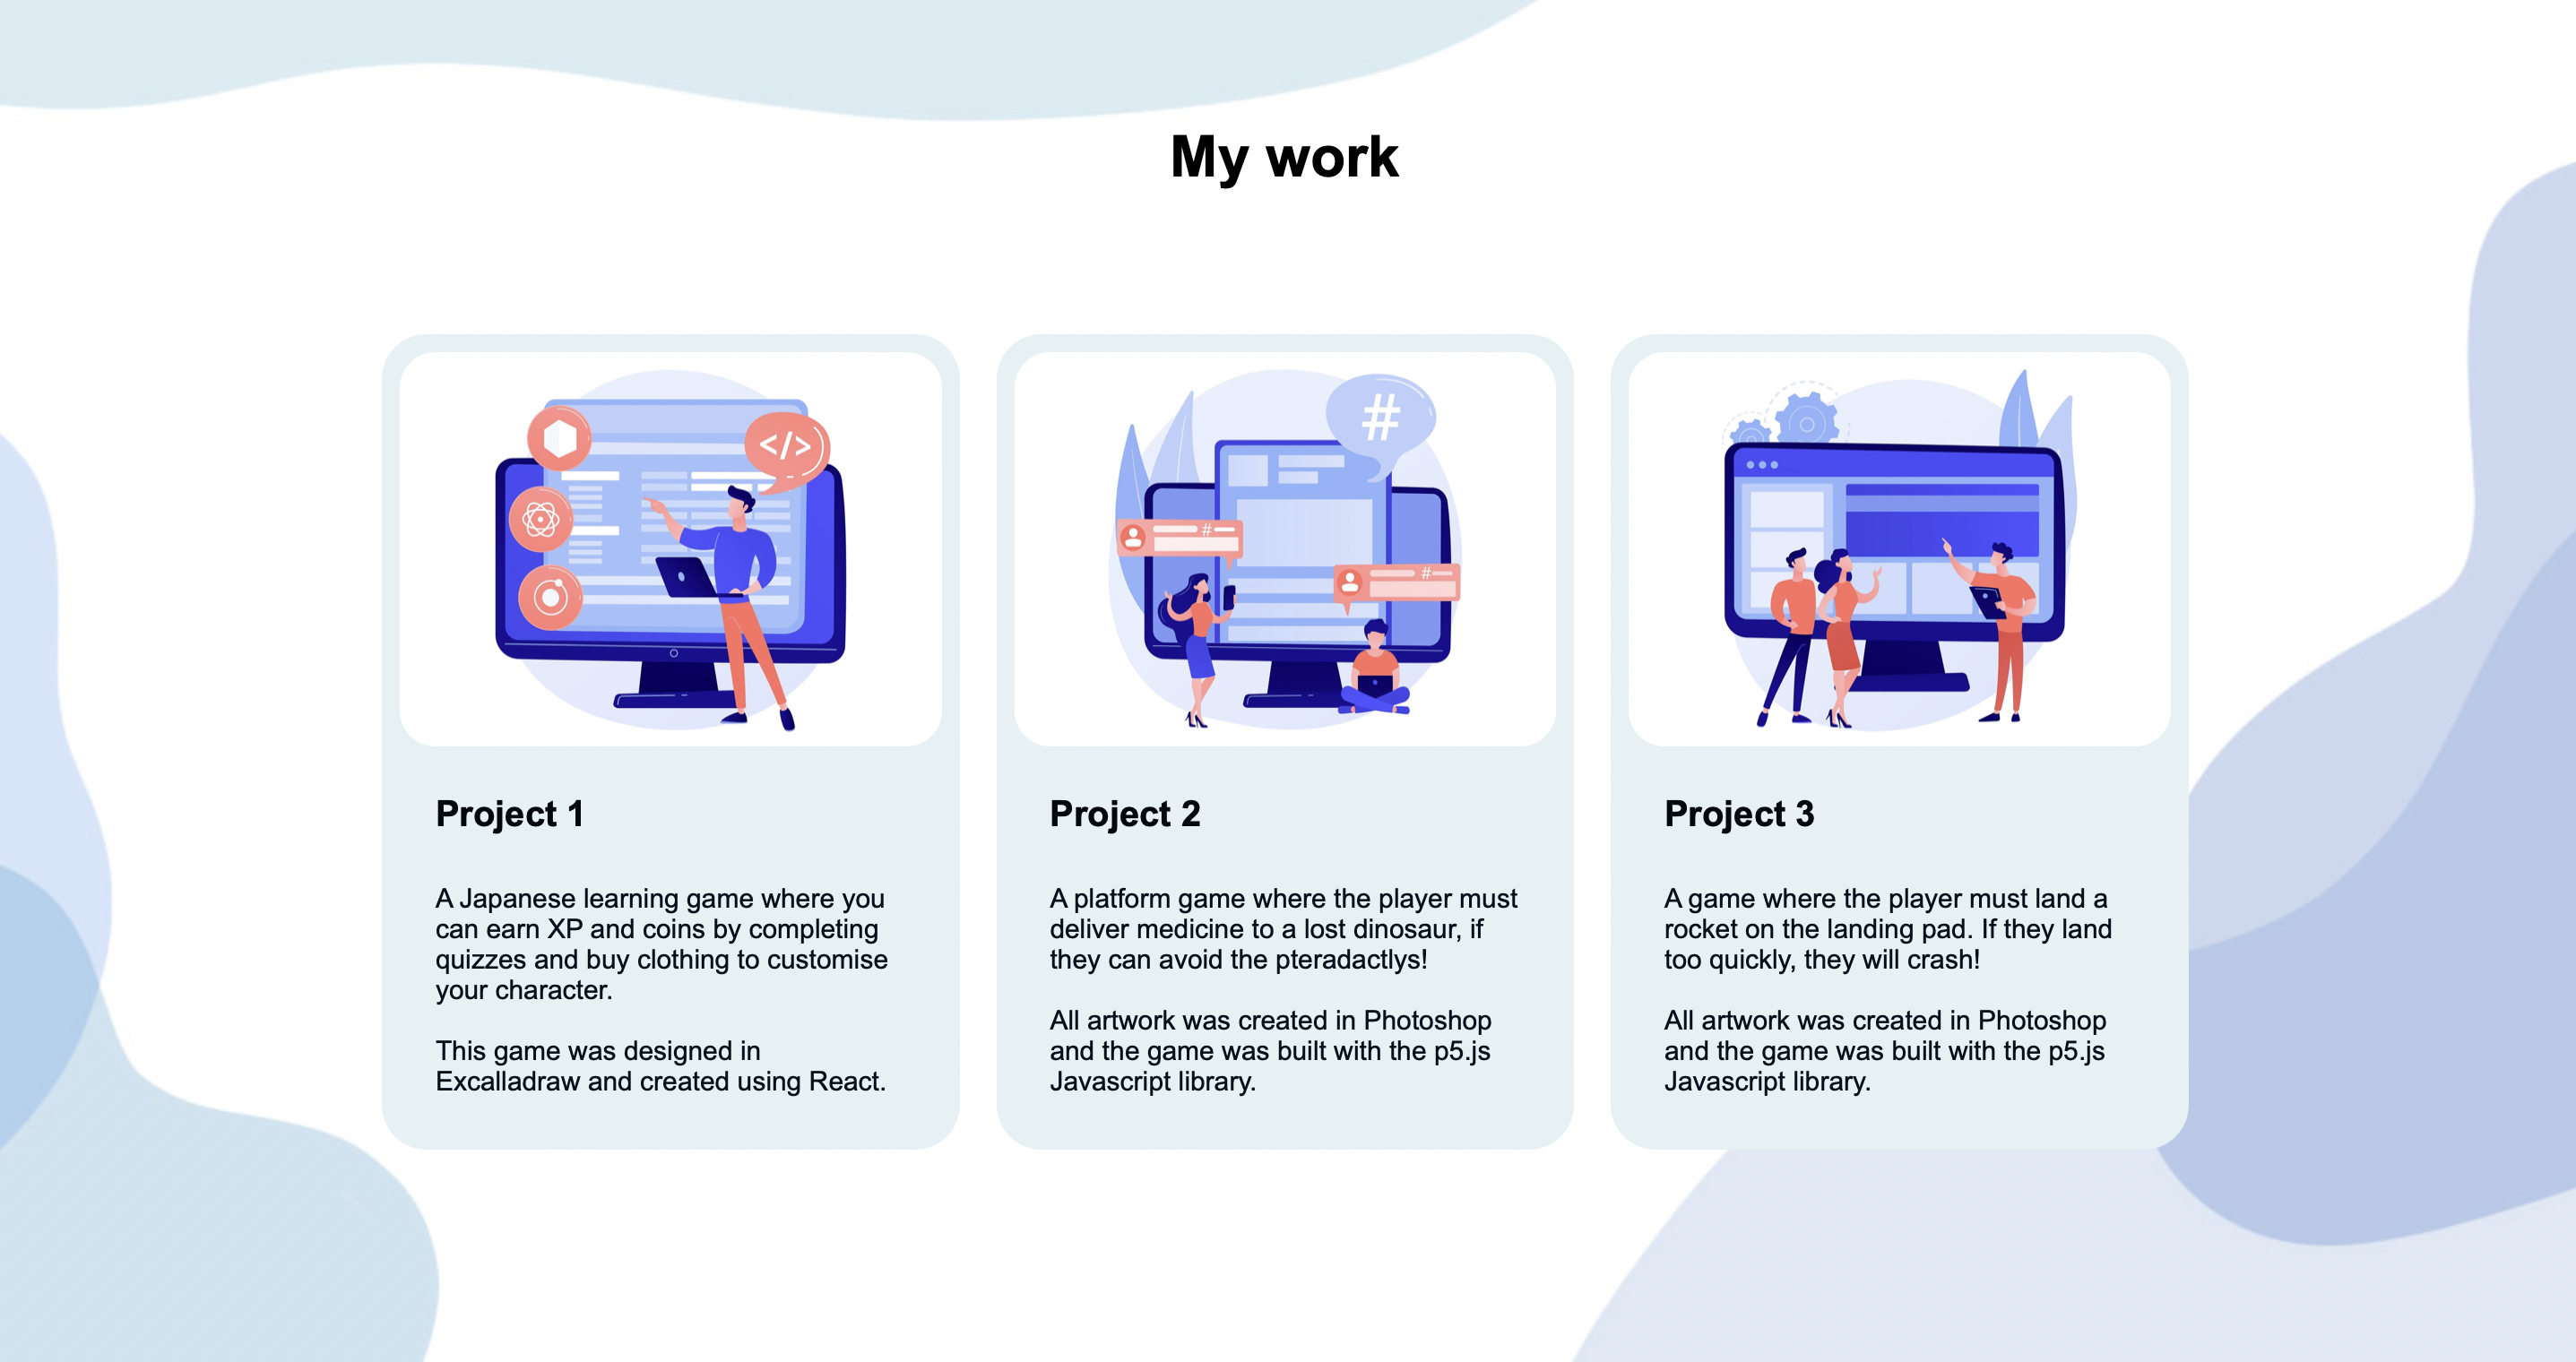 My work
</>
#
#
#
Project 1
A Japanese learning game where you
can earn XP and coins by completing
quizzes and buy clothing to customise
your character.
This game was designed in
Excalladraw and created using React.
Project 2
A platform game where the player must
deliver medicine to a lost dinosaur, if
they can avoid the pteradactlys!
All artwork was created in Photoshop
and the game was built with the p5.js
Javascript library.
Project 3
A game where the player must land a
rocket on the landing pad. If they land
too quickly, they will crash!
All artwork was created in Photoshop
and the game was built with the p5.js
Javascript library.